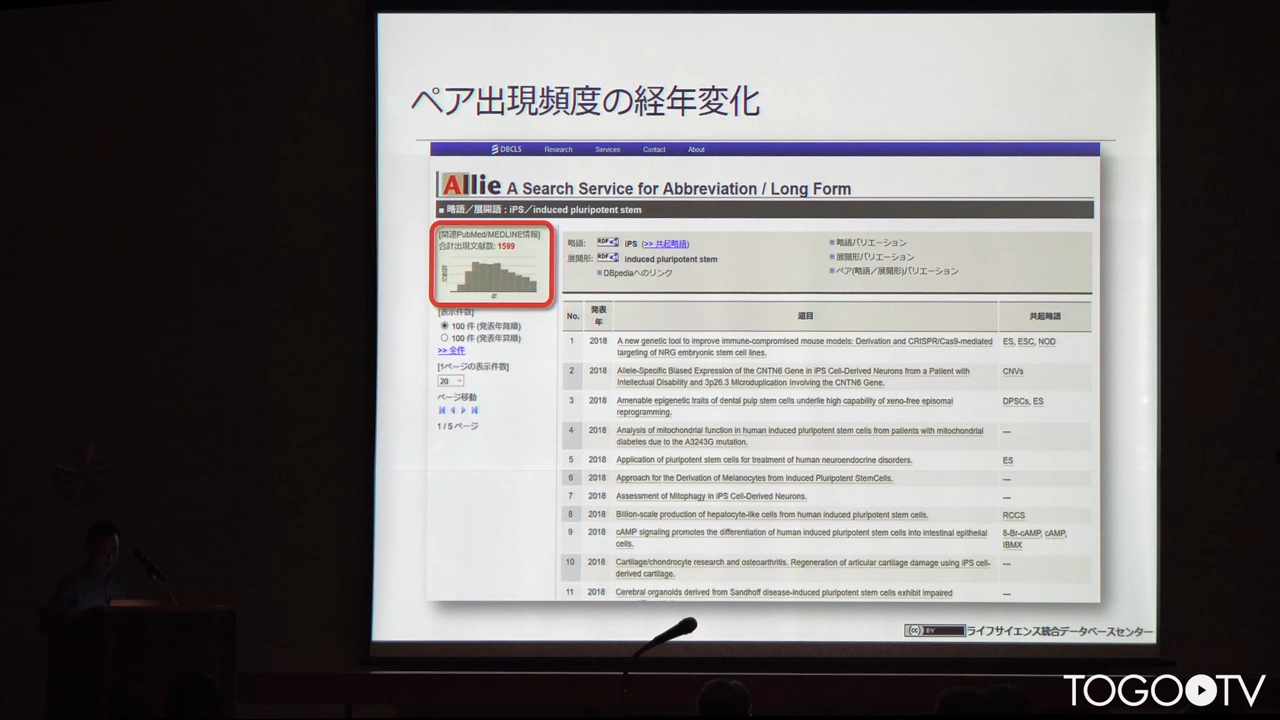 ペア出現頻度の経年変化
DBCLS Research Services Contact About
Allie A Search Service for Abbreviation / Long Form
■ 略語／展開語 : iPS／induced pluripotent stem
[関連PubMed/MEDLINE情報]
合計出現文献数: 1599
年
[表示件数]
100 件 (発表年降順)
100 件 (発表年昇順)
>> 全件
[1ページの表示件数]
20
ページ移動
1 / 5 ページ
略語: RDF iPS (>> 共起略語)
展開形: RDF induced pluripotent stem
DBpediaへのリンク
略語バリエーション
展開形バリエーション
ペア(略語／展開形)バリエーション
No. 発表年 題目 共起略語
1 2018 A new genetic tool to improve immune-compromised mouse models: Derivation and CRISPR/Cas9-mediated ES, ESC, NOD
targeting of NRG embryonic stem cell lines.
2 2018 Allele-Specific Biased Expression of the CNTN6 Gene in iPS Cell-Derived Neurons from a Patient with CNVs
Intellectual Disability and 3p26.3 Microduplication Involving the CNTN6 Gene.
3 2018 Amenable epigenetic traits of dental pulp stem cells underlie high capability of xeno-free episomal DPSCs, ES
reprogramming.
4 2018 Analysis of mitochondrial function in human induced pluripotent stem cells from patients with mitochondrial —
diabetes due to the A3243G mutation.
5 2018 Application of pluripotent stem cells for treatment of human neuroendocrine disorders. ES
6 2018 Approach for the Derivation of Melanocytes from Induced Pluripotent StemCells. —
7 2018 Assessment of Mitophagy in iPS Cell-Derived Neurons. —
8 2018 Billion-scale production of hepatocyte-like cells from human induced pluripotent stem cells. RCCS
9 2018 cAMP signaling promotes the differentiation of human induced pluripotent stem cells into intestinal epithelial 8-Br-cAMP, cAMP,
cells. IBMX
10 2018 Cartilage/chondrocyte research and osteoarthritis. Regeneration of articular cartilage damage using iPS cell- —
derived cartilage.
11 2018 Cerebral organoids derived from Sandhoff disease-induced pluripotent stem cells exhibit impaired —
(cc) BY ライフサイエンス統合データベースセンター
TOGOTV